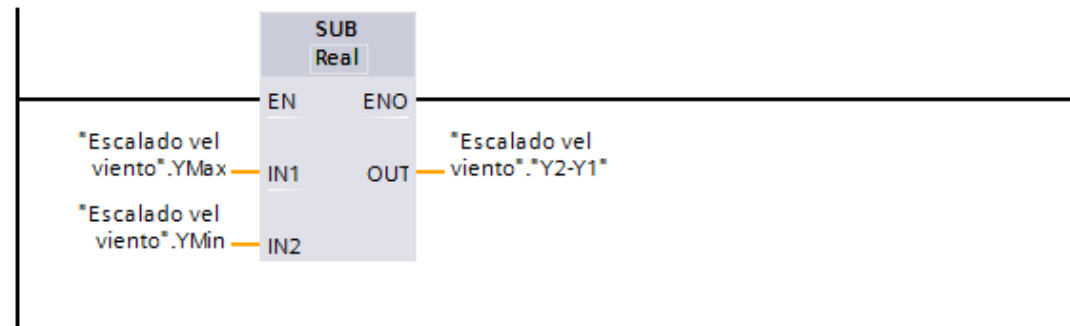 SUB
Real
EN ENO
"Escalado vel
viento".YMax
IN1
OUT
"Escalado vel
viento"."Y2-Y1"
"Escalado vel
viento".YMin
IN2